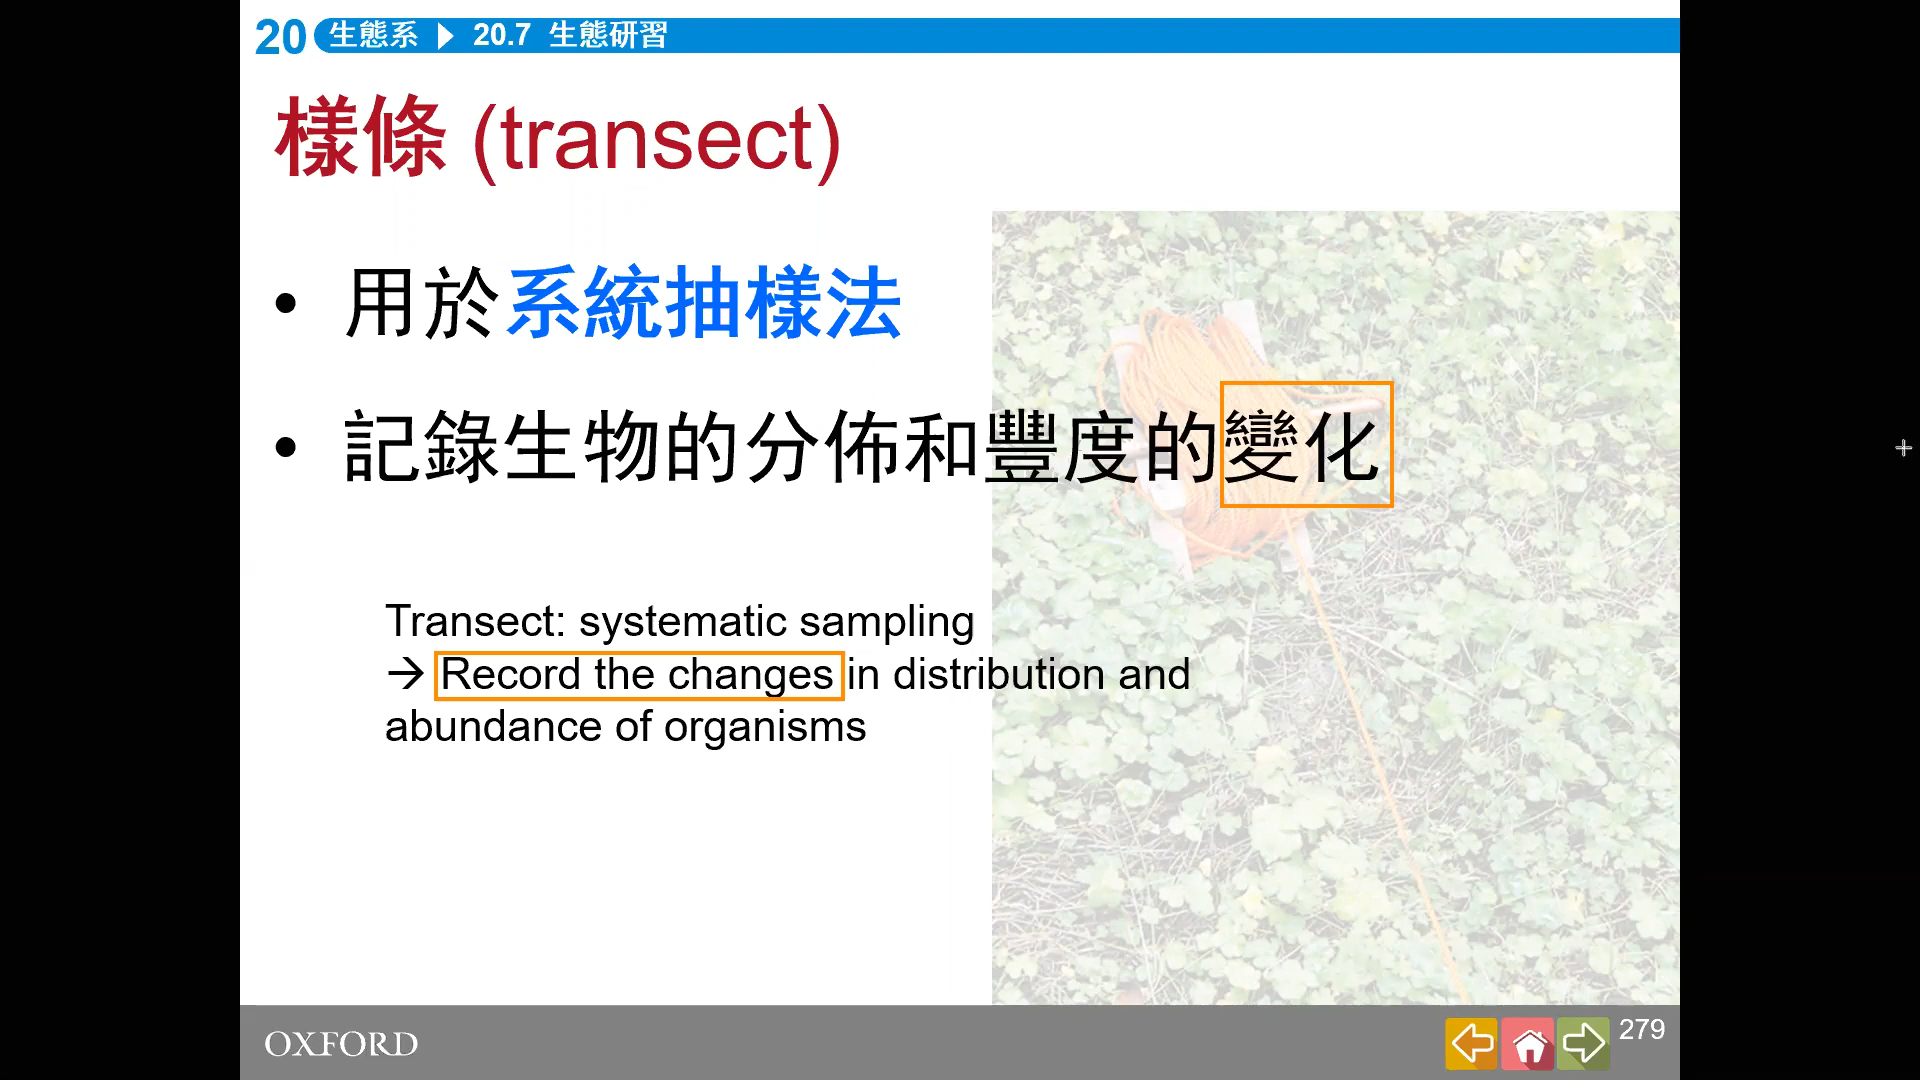 20 生態系 ▶ 20.7 生態研習
樣條 (transect)
• 用於系統抽樣法
• 記錄生物的分佈和豐度的變化
Transect: systematic sampling
→ Record the changes in distribution and
abundance of organisms
OXFORD
279